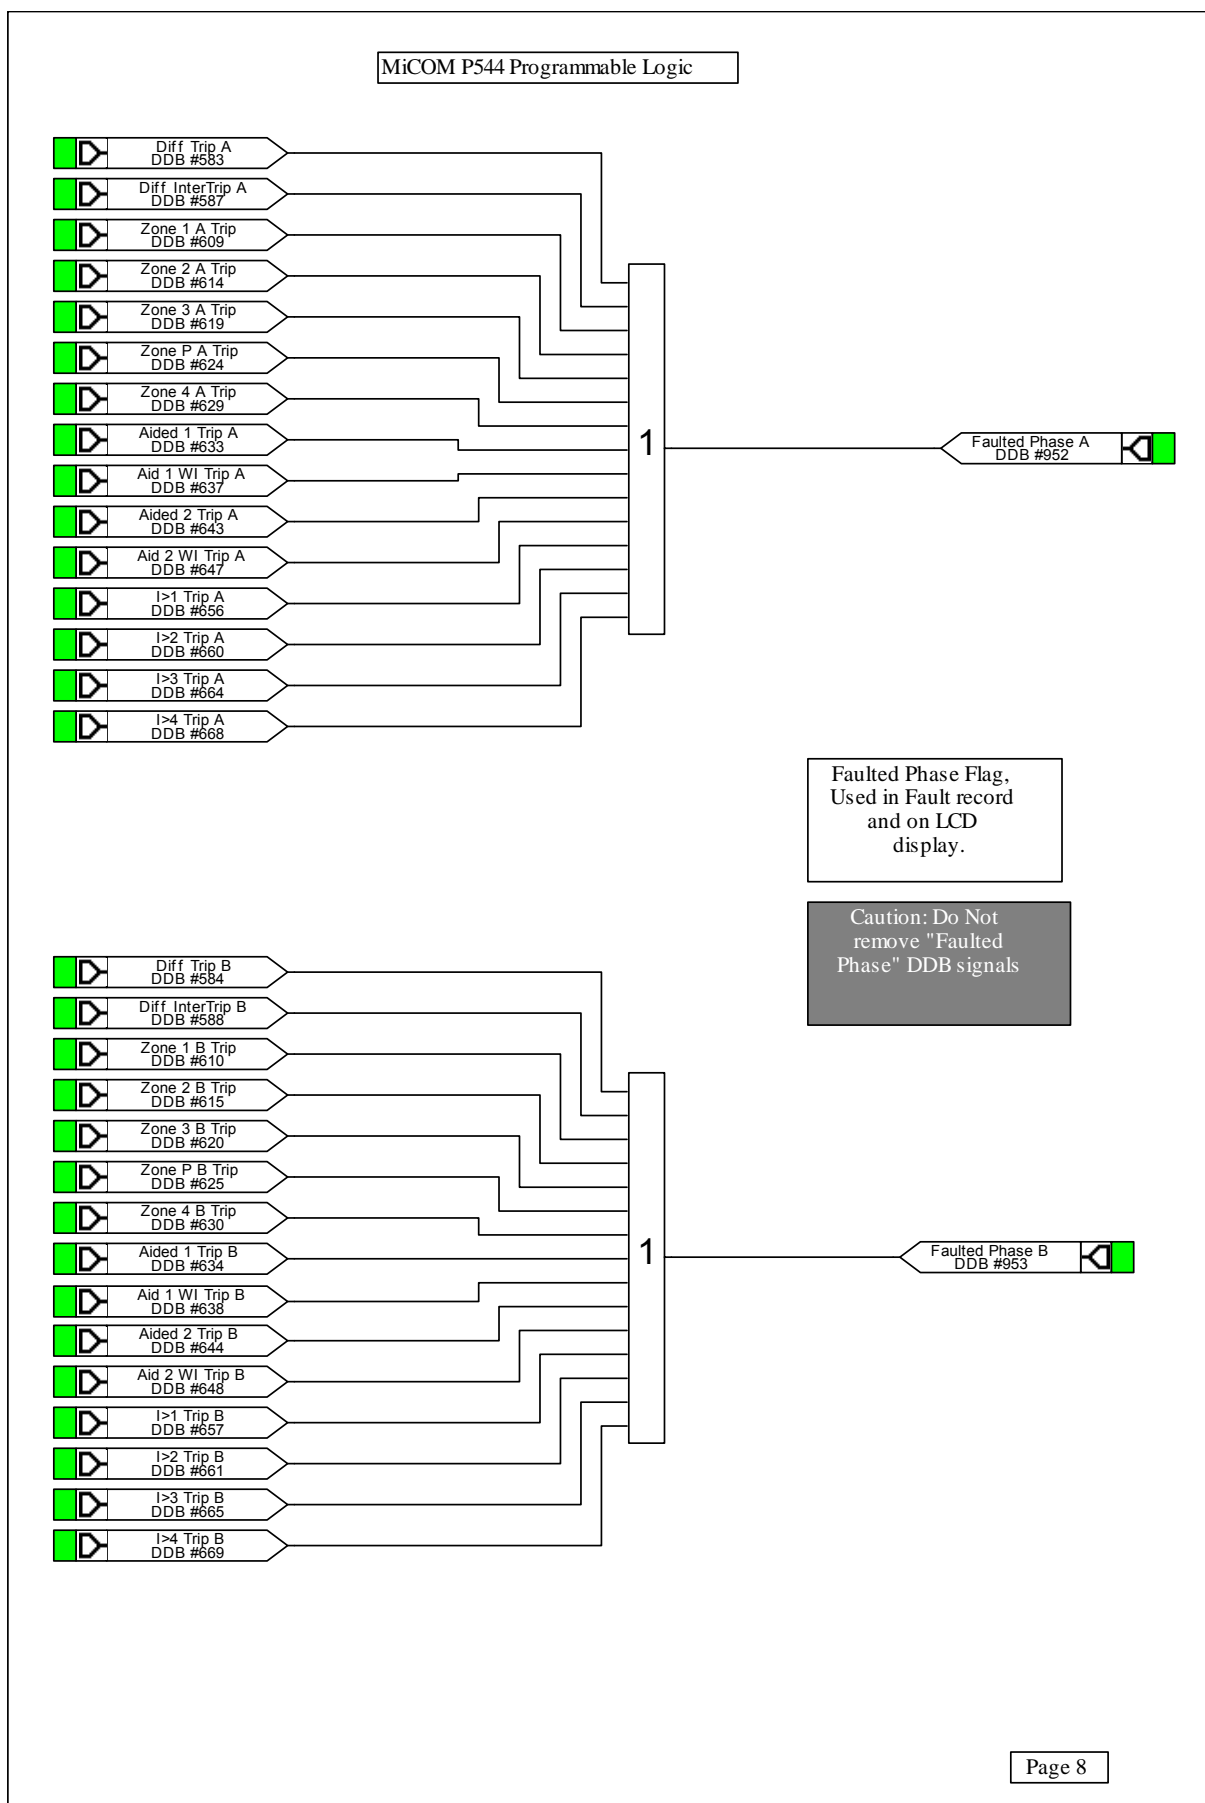 MiCOM P544 Programmable Logic
Diff Trip A
DDB #583
Diff InterTrip A
DDB #587
Zone 1 A Trip
DDB #609
Zone 2 A Trip
DDB #614
Zone 3 A Trip
DDB #619
Zone P A Trip
DDB #624
Zone 4 A Trip
DDB #629
Aided 1 Trip A
DDB #633
Aid 1 WI Trip A
DDB #637
Aided 2 Trip A
DDB #643
Aid 2 WI Trip A
DDB #647
I>1 Trip A
DDB #656
I>2 Trip A
DDB #660
I>3 Trip A
DDB #664
I>4 Trip A
DDB #668
1
Faulted Phase A
DDB #952
Faulted Phase Flag,
Used in Fault record
and on LCD
display.
Caution: Do Not
remove "Faulted
Phase" DDB signals
Diff Trip B
DDB #584
Diff InterTrip B
DDB #588
Zone 1 B Trip
DDB #610
Zone 2 B Trip
DDB #615
Zone 3 B Trip
DDB #620
Zone P B Trip
DDB #625
Zone 4 B Trip
DDB #630
Aided 1 Trip B
DDB #634
Aid 1 WI Trip B
DDB #638
Aided 2 Trip B
DDB #644
Aid 2 WI Trip B
DDB #648
I>1 Trip B
DDB #657
I>2 Trip B
DDB #661
I>3 Trip B
DDB #665
I>4 Trip B
DDB #669
1
Faulted Phase B
DDB #953
Page 8